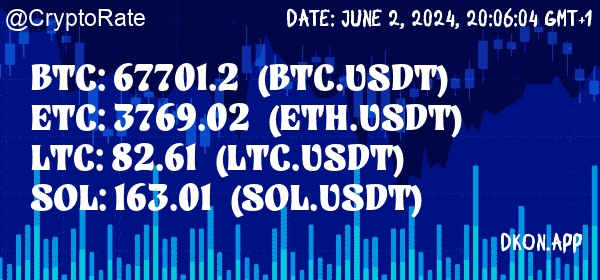 @CryptoRate
DATE: JUNE 2, 2024, 20:06:04 GMT+1
BTC: 67701.2 (BTC.USDT)
ETC: 3769.02 (ETH.USDT)
LTC: 82.61 (LTC.USDT)
SOL: 163.01 (SOL.USDT)
DKON.APP